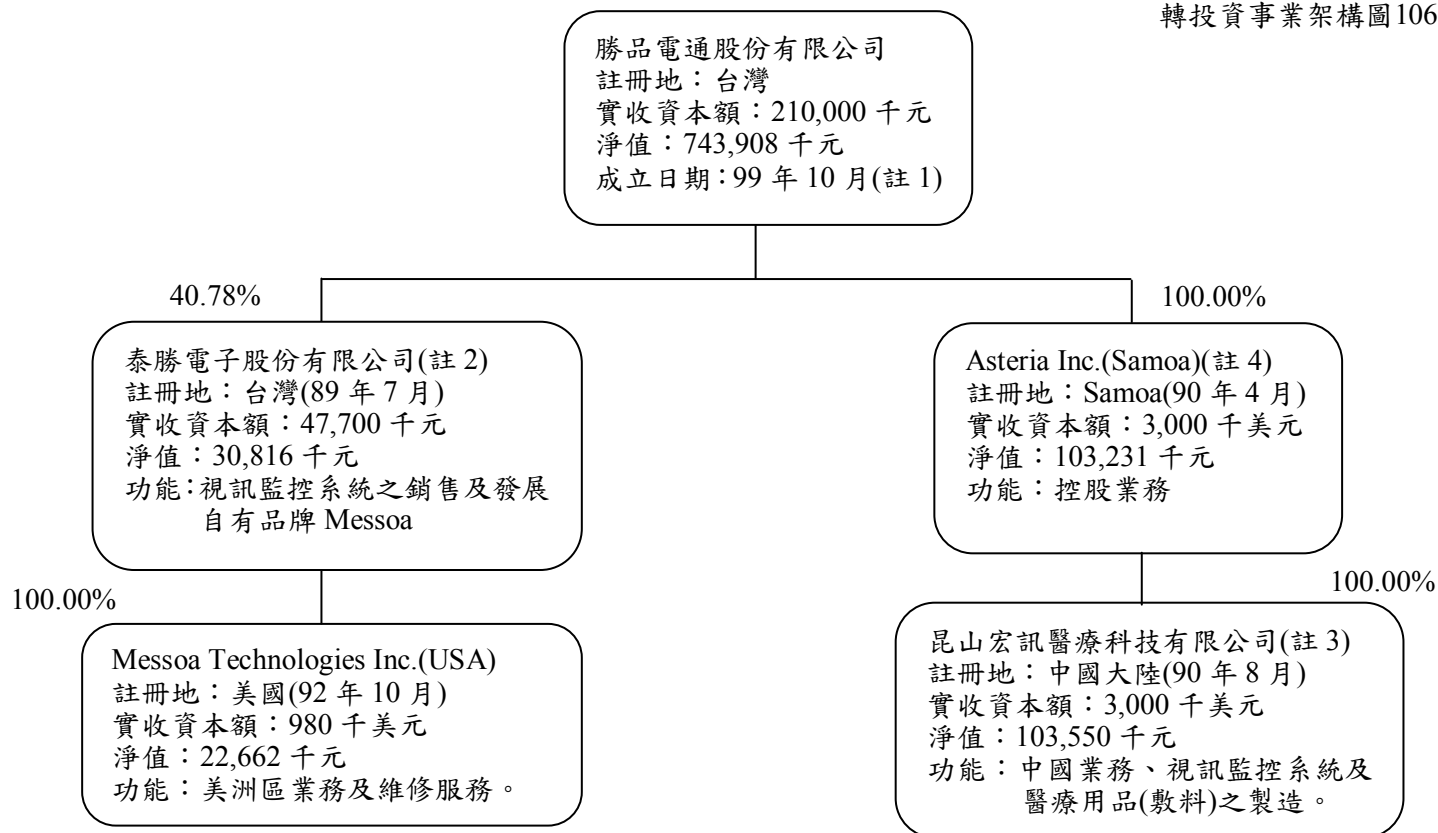 轉投資事業架構圖106
勝品電通股份有限公司
註冊地：台灣
實收資本額：210,000 千元
淨值：743,908 千元
成立日期：99 年 10 月(註 1)
40.78%
100.00%
泰勝電子股份有限公司(註 2)
註冊地：台灣(89 年 7 月)
實收資本額：47,700 千元
淨值：30,816 千元
功能：視訊監控系統之銷售及發展
自有品牌 Messoa
Asteria Inc.(Samoa)(註 4)
註冊地：Samoa(90 年 4 月)
實收資本額：3,000 千美元
淨值：103,231 千元
功能：控股業務
100.00%
100.00%
Messoa Technologies Inc.(USA)
註冊地：美國(92 年 10 月)
實收資本額：980 千美元
淨值：22,662 千元
功能：美洲區業務及維修服務。
昆山宏訊醫療科技有限公司(註 3)
註冊地：中國大陸(90 年 8 月)
實收資本額：3,000 千美元
淨值：103,550 千元
功能：中國業務、視訊監控系統及
醫療用品(敷料)之製造。